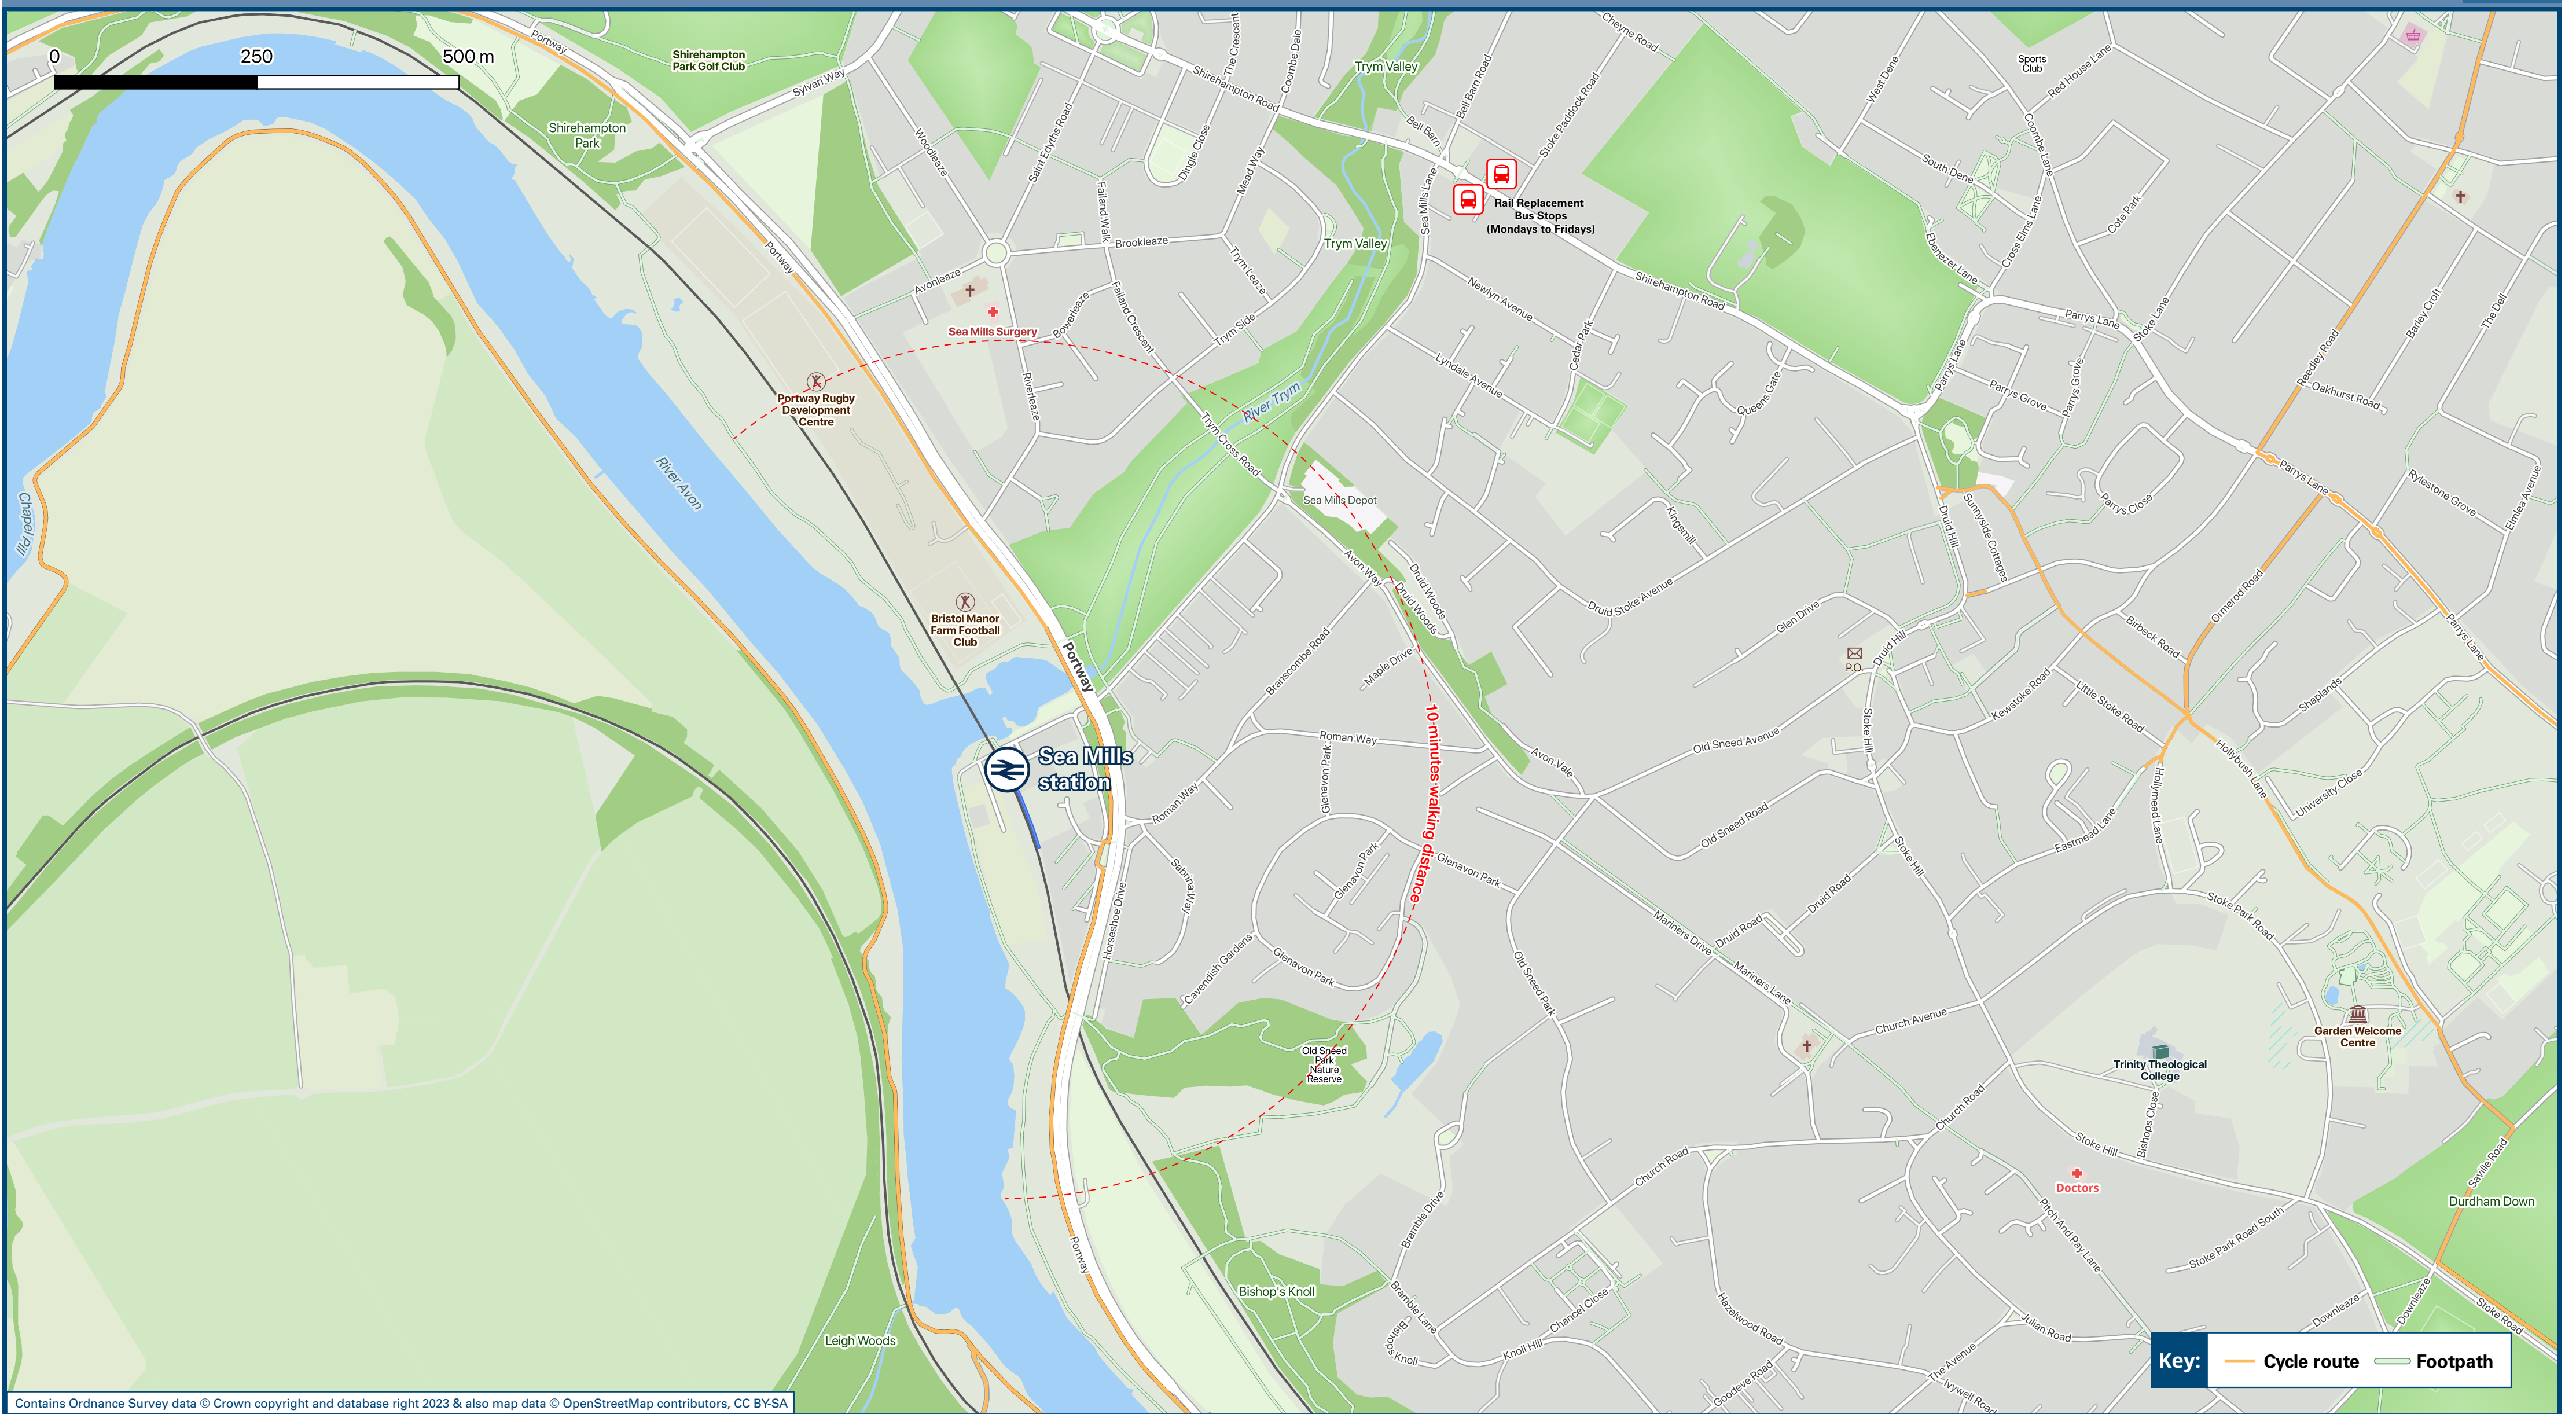 0 250 500 m
Portway
Shirehampton
Park Golf Club
Sylvan Way
Shirehampton
Park
Woodleaze
Saint Edyths Road
The Crescent
Coombe Dale
Shirehampton Road
Dingle Close
Mead Way
Failand Walk
Brookleaze
Trym Leaze
Trym Valley
Bell Barn Road
Bell Barn
Stoke Paddock Road
Cheyne Road
Sea Mills Lane
Rail Replacement
Bus Stops
(Mondays to Fridays)
Trym Valley
West Dene
Sports
Club
Red House Lane
Coombe Lane
South Dene
Cote Park
Cross Elms Lane
Ebenezer Lane
Portway
Avonleaze
Sea Mills Surgery
Bowerleaze
Failand Crescent
Trym Side
Riverleaze
Newlyn Avenue
Shirehampton Road
Cedar Park
Lyndale Avenue
Queens Gate
Parrys Lane
Stoke Lane
Parrys Lane
Parrys Grove
Parrys Grove
Reedley Road
Barley Croft
The Dell
Oakhurst Road
Portway Rugby
Development
Centre
River Avon
Chapel Pill
River Trym
Trym Cross Road
Sea Mills Depot
Kingsmill
Druid Hill
Sunnyside Cottages
Parrys Close
Parrys Lane
Rylestone Grove
Elmlea Avenue
Avon Way
Druid Woods
Druid Woods
Druid Stoke Avenue
Glen Drive
Ormerod Road
Birbeck Road
Parrys Lane
Bristol Manor
Farm Football
Club
Portway
Branscombe Road
Maple Drive
P.O.
Druid Hill
Stoke Hill
Kewstoke Road
Little Stoke Road
Shaplands
Hollybush Lane
University Close
Sea Mills
station
Roman Way
Glenavon Park
Roman Way
10 minutes walking distance
Avon Vale
Old Sneed Avenue
Old Sneed Road
Stoke Hill
Hollymead Lane
Eastmead Lane
Sabrina Way
Horseshoe Drive
Glenavon Park
Glenavon Park
Cavendish Gardens
Glenavon Park
Old Sneed Park
Mariners Drive
Druid Road
Druid Road
Mariners Lane
Stoke Park Road
Church Avenue
Garden Welcome
Centre
Trinity Theological
College
Old Sneed
Park
Nature
Reserve
Church Road
Church Road
Stoke Hill
Bishops Close
Doctors
Saville Road
Durdham Down
Portway
Bramble Drive
Pitch And Pay Lane
Stoke Park Road South
Bishop's Knoll
Bramble Lane
Chancel Close
Bishops Knoll
Knoll Hill
Hazelwood Road
Goodeve Road
Julian Road
The Avenue
Ivywell Road
Downleaze
Downleaze
Stoke Road
Leigh Woods
Key: Cycle route Footpath
Contains Ordnance Survey data © Crown copyright and database right 2023 & also map data © OpenStreetMap contributors, CC BY-SA